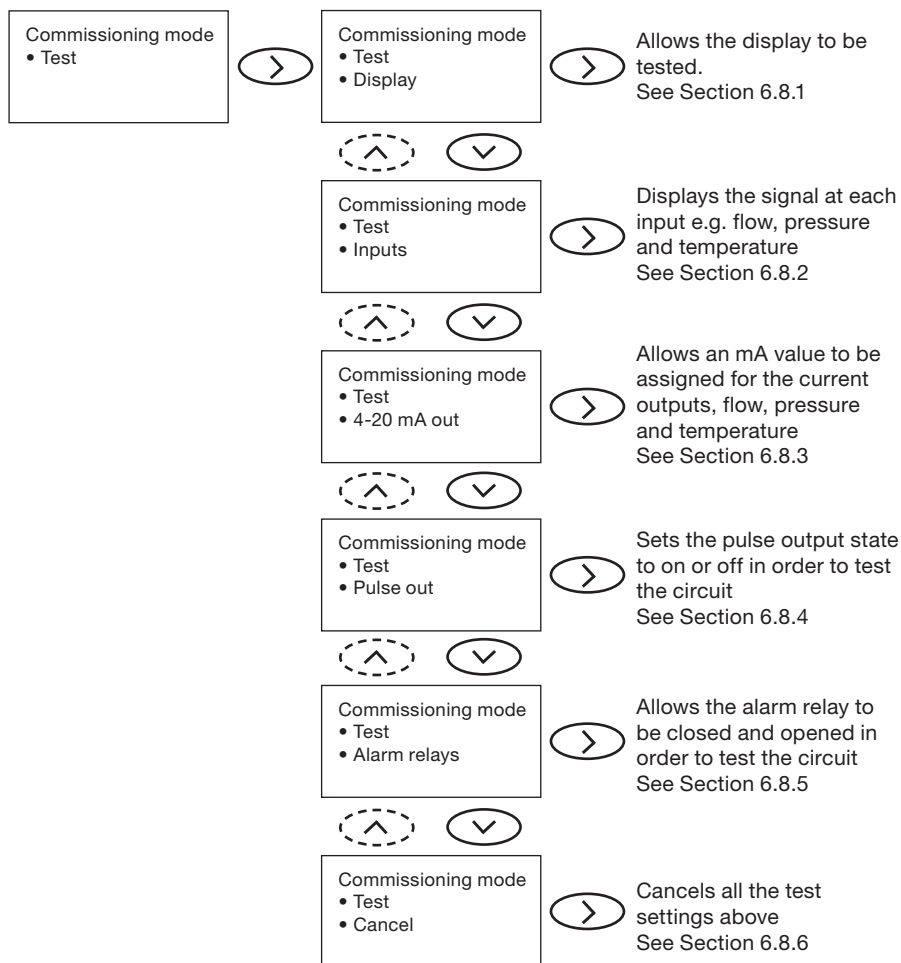 Commissioning mode
• Test
Commissioning mode
• Test
• Display
Allows the display to be
tested.
See Section 6.8.1
Commissioning mode
• Test
• Inputs
Displays the signal at each
input e.g. flow, pressure
and temperature
See Section 6.8.2
Commissioning mode
• Test
• 4-20 mA out
Allows an mA value to be
assigned for the current
outputs, flow, pressure
and temperature
See Section 6.8.3
Commissioning mode
• Test
• Pulse out
Sets the pulse output state
to on or off in order to test
the circuit
See Section 6.8.4
Commissioning mode
• Test
• Alarm relays
Allows the alarm relay to
be closed and opened in
order to test the circuit
See Section 6.8.5
Commissioning mode
• Test
• Cancel
Cancels all the test
settings above
See Section 6.8.6